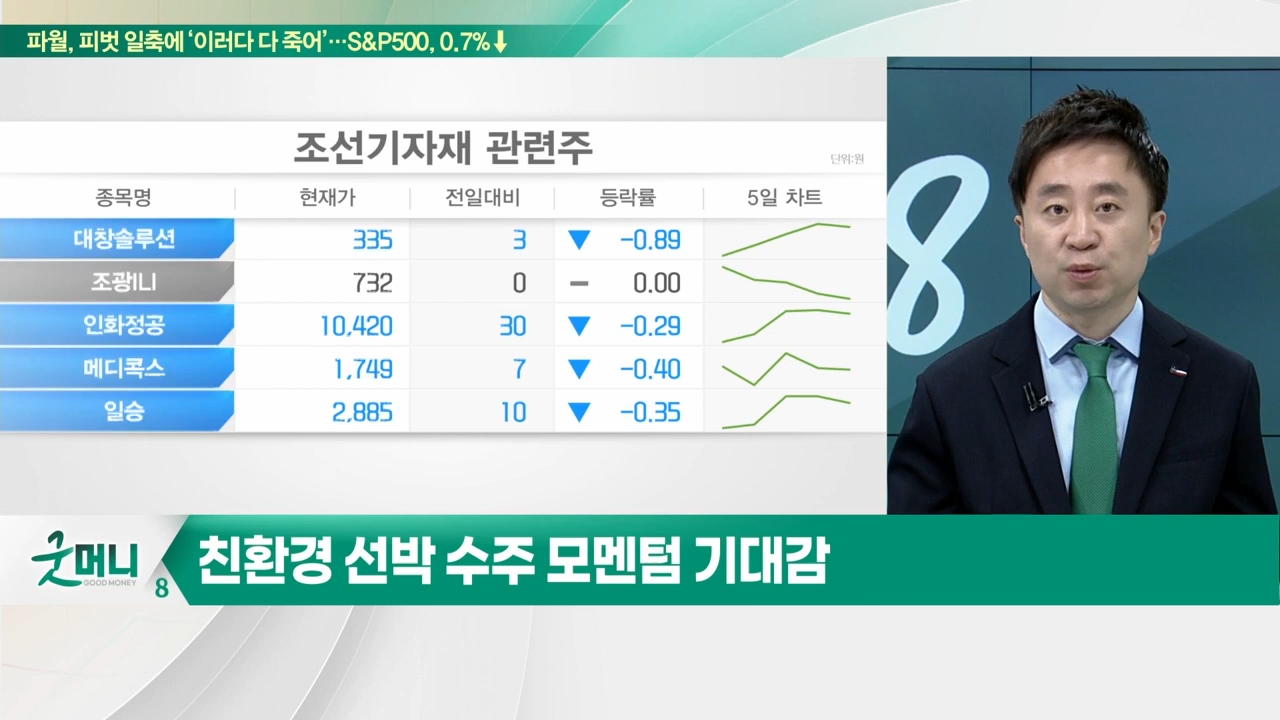 파월, 피벗 일축에 '이러다 다 죽어'…S&P500, 0.7%↓
조선기자재 관련주
단위:원
종목명 현재가 전일대비 등락률 5일 차트
대창솔루션 335 3 ▼ -0.89
조광ILI 732 0 - 0.00
인화정공 10,420 30 ▼ -0.29
메디콕스 1,749 7 ▼ -0.40
일승 2,885 10 ▼ -0.35
8
굿머니
GOOD MONEY
8
친환경 선박 수주 모멘텀 기대감